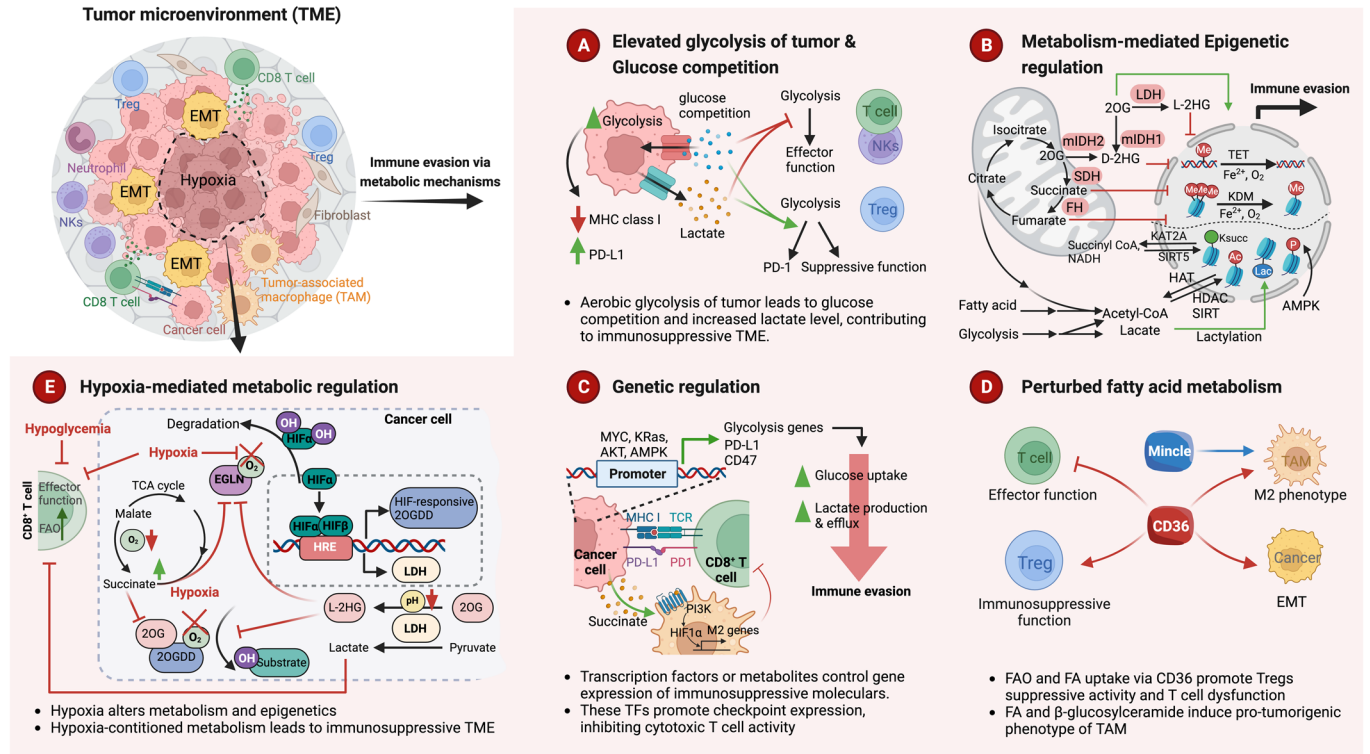 Tumor microenvironment (TME)
CD8 T cell
Treg
EMT
Neutrophil
Treg
Hypoxia
EMT
NKs
Fibroblast
EMT
CD8 T cell
Tumor-associated
macrophage (TAM)
Cancer cell
Immune evasion via
metabolic mechanisms
A
Elevated glycolysis of tumor &
Glucose competition
Glycolysis
glucose
competition
Glycolysis
T cell
NKs
Effector
function
MHC class I
PD-L1
Lactate
Glycolysis
Treg
PD-1
Suppressive function
• Aerobic glycolysis of tumor leads to glucose
competition and increased lactate level, contributing
to immunosuppressive TME.
B
Metabolism-mediated Epigenetic
regulation
Immune evasion
LDH
2OG
L-2HG
Isocitrate
mIDH2
mIDH1
2OG
D-2HG
Citrate
SDH
Succinate
FH
Fumarate
Me
TET
Fe2+, O2
MeMeMe
KDM
Fe2+, O2
Me
Succinyl CoA,
NADH
KAT2A
SIRT5
Ksucc
Ac
Lac
P
HAT
HDAC
SIRT
AMPK
Fatty acid
Glycolysis
Acetyl-CoA
Lacate
Lactylation
E
Hypoxia-mediated metabolic regulation
Cancer cell
Hypoglycemia
Hypoxia
Degradation
OH
OH
HIFα
O2
EGLN
HIFα
CD8+ T cell
Effector
function
FAO
TCA cycle
Malate
O2
Succinate
Hypoxia
HIF-responsive
2OGDD
HIFα
HIFβ
HRE
LDH
L-2HG
pH
2OG
LDH
2OG
O2
2OGDD
OH
Substrate
Lactate
Pyruvate
• Hypoxia alters metabolism and epigenetics
• Hypoxia-contitioned metabolism leads to immunosuppressive TME
C
Genetic regulation
MYC, KRas,
AKT, AMPK
Promoter
Glycolysis genes
PD-L1
CD47
Glucose uptake
Lactate production
& efflux
Immune evasion
MHC I
TCR
Cancer
cell
PD-L1
PD1
CD8+ T
cell
Succinate
PI3K
HIF1α
M2 genes
• Transcription factors or metabolites control gene
expression of immunosuppressive moleculars.
• These TFs promote checkpoint expression,
inhibiting cytotoxic T cell activity
D
Perturbed fatty acid metabolism
T cell
Effector function
Mincle
TAM
M2 phenotype
CD36
Treg
Immunosuppressive
function
Cancer
EMT
• FAO and FA uptake via CD36 promote Tregs
suppressive activity and T cell dysfunction
• FA and β-glucosylceramide induce pro-tumorigenic
phenotype of TAM